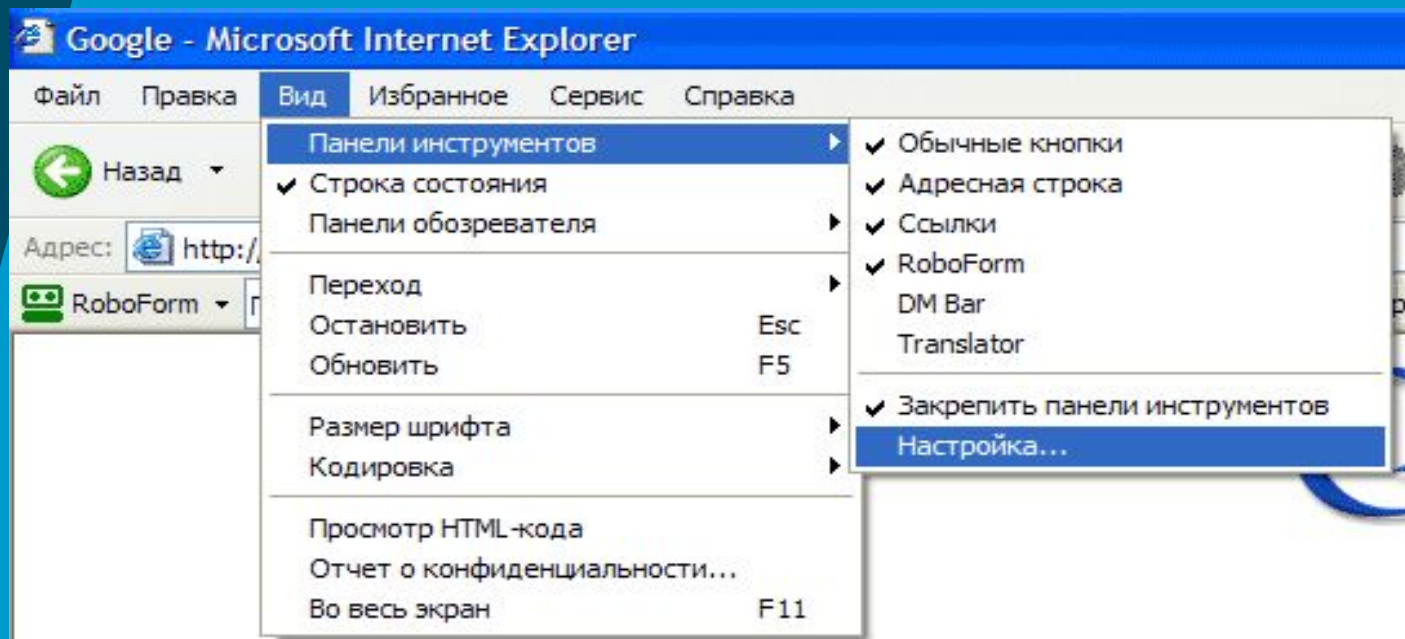 Google - Microsoft Internet Explorer
Файл Правка Вид Избранное Сервис Справка
Назад
Адрес: http://
RoboForm
Панели инструментов
Строка состояния
Панели обозревателя
Переход
Остановить Esc
Обновить F5
Размер шрифта
Кодировка
Просмотр HTML-кода
Отчет о конфиденциальности...
Во весь экран F11
Обычные кнопки
Адресная строка
Ссылки
RoboForm
DM Bar
Translator
Закрепить панели инструментов
Настройка...